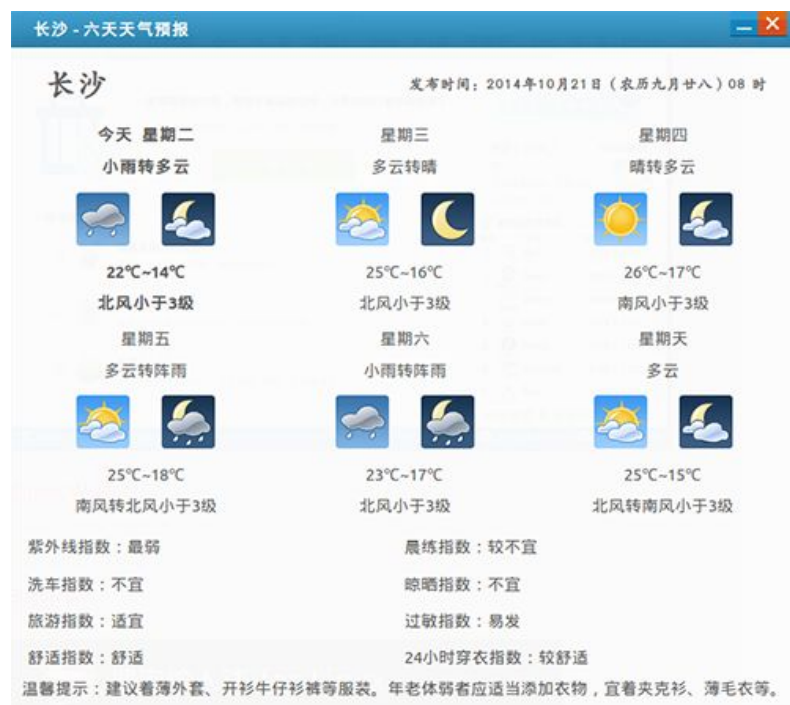 长沙 - 六天天气预报
长沙
发布时间：2014年10月21日（农历九月廿八）08 时
今天 星期二 星期三 星期四
小雨转多云 多云转晴 晴转多云
22℃~14℃ 25℃~16℃ 26℃~17℃
北风小于3级 北风小于3级 南风小于3级
星期五 星期六 星期天
多云转阵雨 小雨转阵雨 多云
25℃~18℃ 23℃~17℃ 25℃~15℃
南风转北风小于3级 北风小于3级 北风转南风小于3级
紫外线指数：最弱 晨练指数：较不宜
洗车指数：不宜 晾晒指数：不宜
旅游指数：适宜 过敏指数：易发
舒适指数：舒适 24小时穿衣指数：较舒适
温馨提示：建议着薄外套、开衫牛仔衫裤等服装。年老体弱者应适当添加衣物，宜着夹克衫、薄毛衣等。